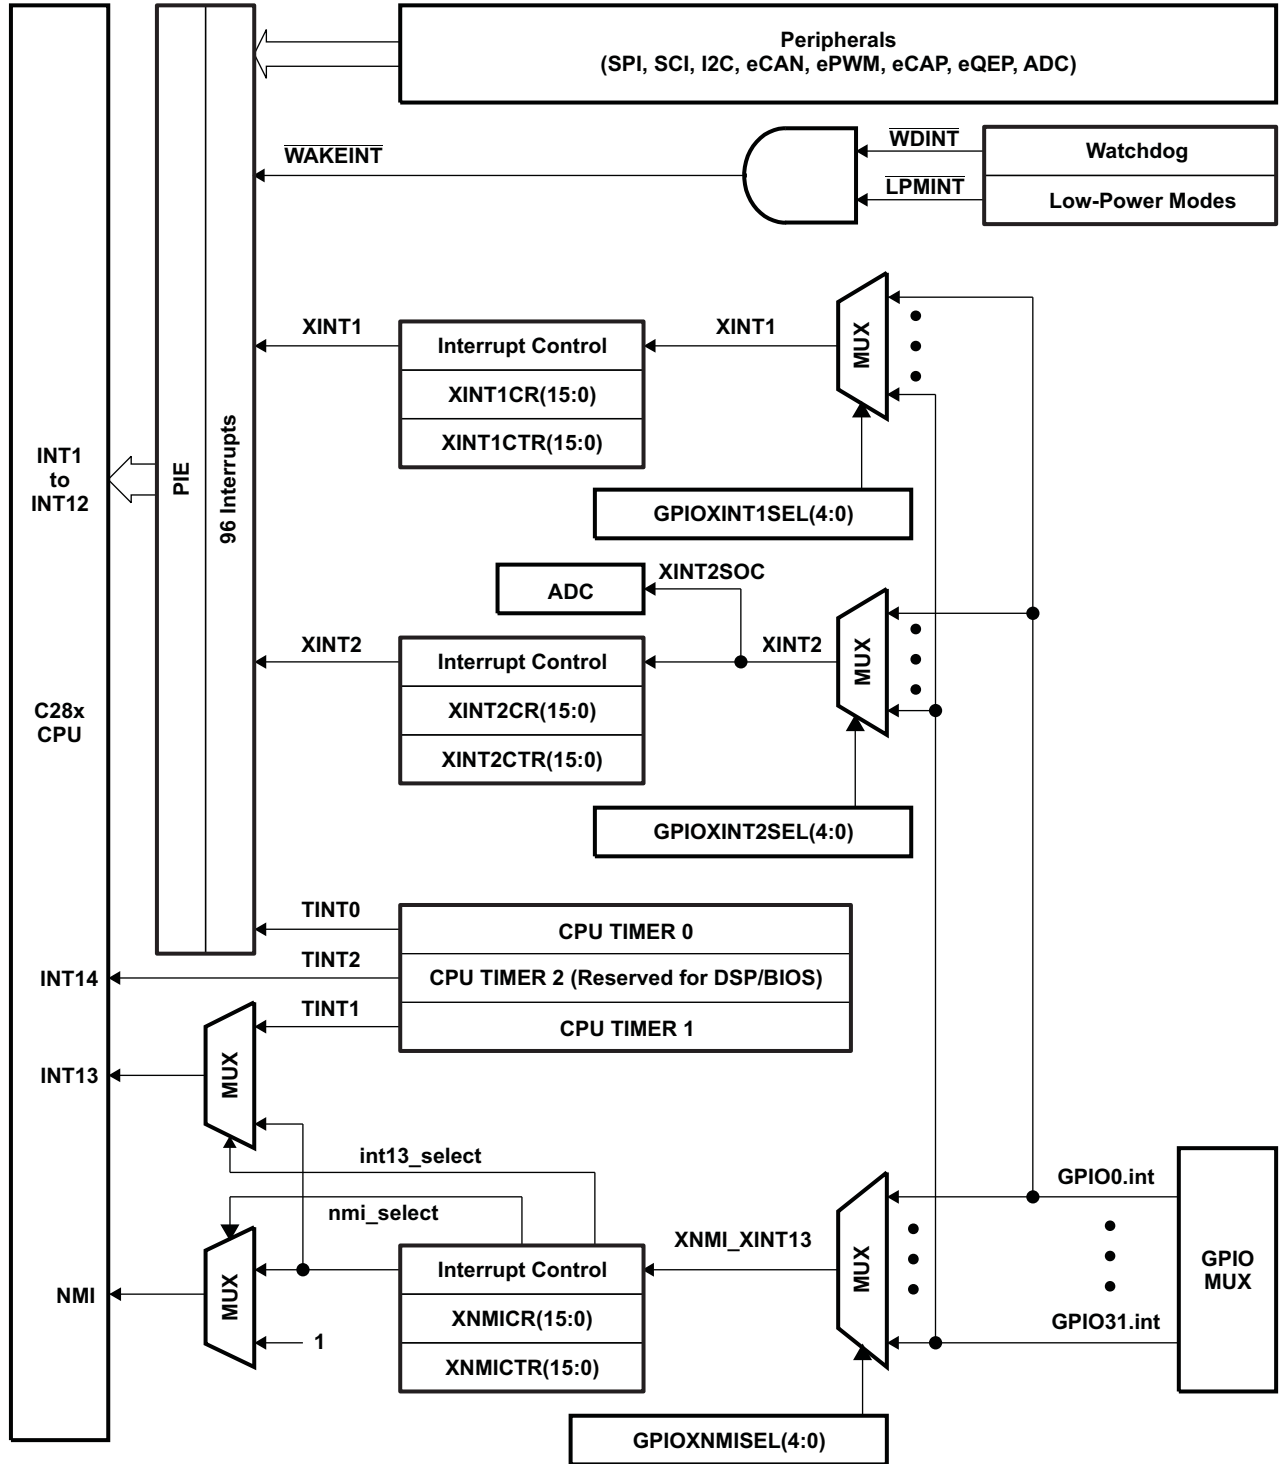 Peripherals
(SPI, SCI, I2C, eCAN, ePWM, eCAP, eQEP, ADC)
WDINT
Watchdog
WAKEINT
LPMINT
Low-Power Modes
XINT1
Interrupt Control
XINT1
MUX
XINT1CR(15:0)
XINT1CTR(15:0)
INT1
to
INT12
PIE
96 Interrupts
GPIOXINT1SEL(4:0)
XINT2SOC
ADC
XINT2
Interrupt Control
XINT2
MUX
XINT2CR(15:0)
XINT2CTR(15:0)
C28x
CPU
GPIOXINT2SEL(4:0)
TINT0
CPU TIMER 0
INT14
TINT2
CPU TIMER 2 (Reserved for DSP/BIOS)
TINT1
CPU TIMER 1
INT13
MUX
int13_select
nmi_select
GPIO0.int
XNMI_XINT13
MUX
GPIO
MUX
Interrupt Control
NMI
MUX
XNMICR(15:0)
GPIO31.int
1
XNMICTR(15:0)
GPIOXNMISEL(4:0)